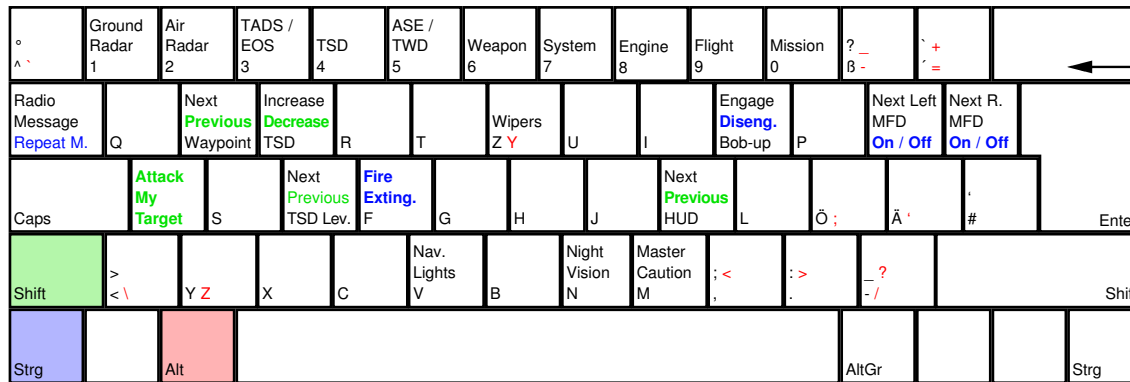 °
^ `
Ground
Radar
1
Air
Radar
2
TADS /
EOS
3
TSD
4
ASE /
TWD
5
Weapon
6
System
7
Engine
8
Flight
9
Mission
0
? _
ß -
` +
´ =
Radio
Message
Repeat M.
Q
Next
Previous
Waypoint
Increase
Decrease
TSD
R
T
Wipers
Z Y
U
I
Engage
Diseng.
Bob-up
P
Next Left
MFD
On / Off
Next R.
MFD
On / Off
Caps
Attack
My
Target
S
Next
Previous
TSD Lev.
Fire
Exting.
F
G
H
J
Next
Previous
HUD
L
Ö ;
Ä '
'
#
Ente
Shift
>
< \
Y Z
X
C
Nav.
Lights
V
B
Night
Vision
N
Master
Caution
M
; <
,
: >
.
_ ?
- /
Shif
Strg
Alt
AltGr
Strg